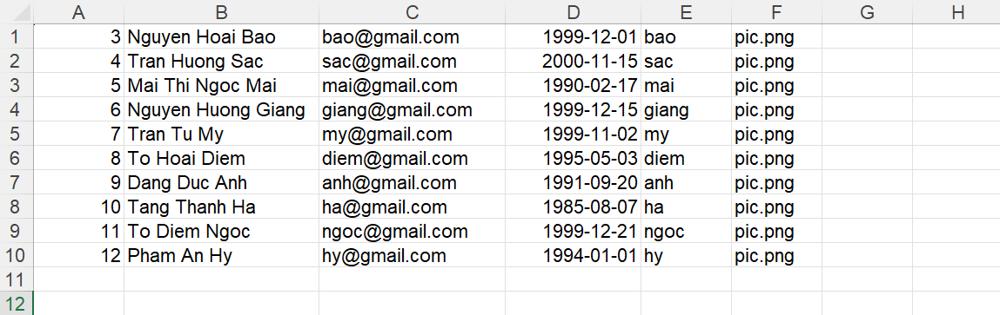 A B C D E F G H
1 3 Nguyen Hoai Bao bao@gmail.com 1999-12-01 bao pic.png
2 4 Tran Huong Sac sac@gmail.com 2000-11-15 sac pic.png
3 5 Mai Thi Ngoc Mai mai@gmail.com 1990-02-17 mai pic.png
4 6 Nguyen Huong Giang giang@gmail.com 1999-12-15 giang pic.png
5 7 Tran Tu My my@gmail.com 1999-11-02 my pic.png
6 8 To Hoai Diem diem@gmail.com 1995-05-03 diem pic.png
7 9 Dang Duc Anh anh@gmail.com 1991-09-20 anh pic.png
8 10 Tang Thanh Ha ha@gmail.com 1985-08-07 ha pic.png
9 11 To Diem Ngoc ngoc@gmail.com 1999-12-21 ngoc pic.png
10 12 Pham An Hy hy@gmail.com 1994-01-01 hy pic.png
11
12